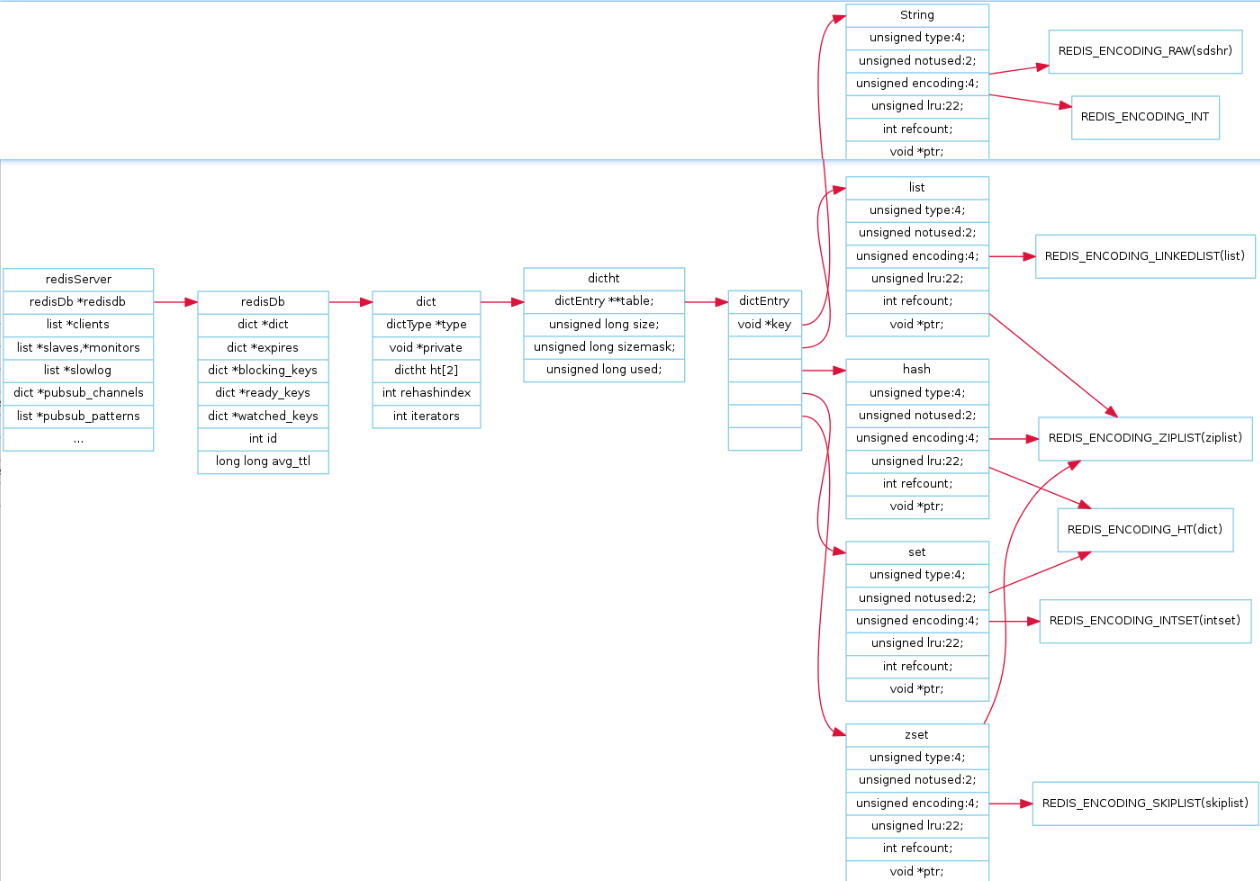 String
unsigned type:4;
unsigned notused:2;
unsigned encoding:4;
unsigned lru:22;
int refcount;
void *ptr;
REDIS_ENCODING_RAW(sdshr)
REDIS_ENCODING_INT
redisServer
redisDb *redisdb
list *clients
list *slaves,*monitors
list *slowlog
dict *pubsub_channels
list *pubsub_patterns
...
redisDb
dict *dict
dict *expires
dict *blocking_keys
dict *ready_keys
dict *watched_keys
int id
long long avg_ttl
dict
dictType *type
void *private
dictht ht[2]
int rehashindex
int iterators
dictht
dictEntry **table;
unsigned long size;
unsigned long sizemask;
unsigned long used;
dictEntry
void *key
list
unsigned type:4;
unsigned notused:2;
unsigned encoding:4;
unsigned lru:22;
int refcount;
void *ptr;
REDIS_ENCODING_LINKEDLIST(list)
hash
unsigned type:4;
unsigned notused:2;
unsigned encoding:4;
unsigned lru:22;
int refcount;
void *ptr;
REDIS_ENCODING_ZIPLIST(ziplist)
REDIS_ENCODING_HT(dict)
set
unsigned type:4;
unsigned notused:2;
unsigned encoding:4;
unsigned lru:22;
int refcount;
void *ptr;
REDIS_ENCODING_INTSET(intset)
zset
unsigned type:4;
unsigned notused:2;
unsigned encoding:4;
unsigned lru:22;
int refcount;
void *ptr;
REDIS_ENCODING_SKIPLIST(skiplist)